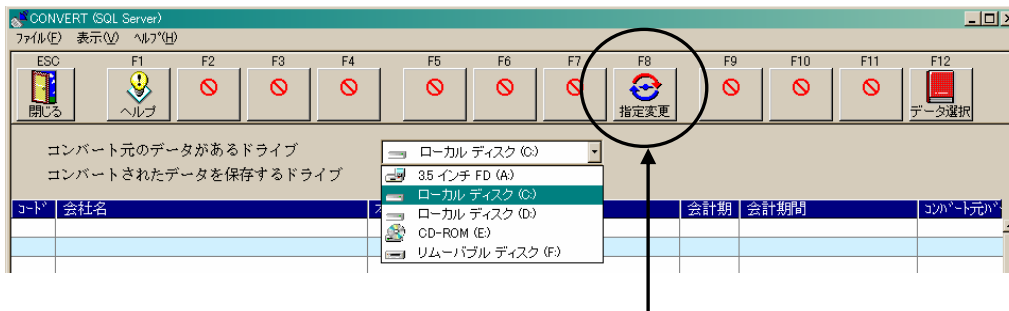 CONVERT (SQL Server)
ファイル(F) 表示(V) ヘルプ(H)
ESC F1 F2 F3 F4 F5 F6 F7 F8 F9 F10 F11 F12
閉じる ヘルプ 指定変更 データ選択
コンバート元のデータがあるドライブ ローカル ディスク (C:)
コンバートされたデータを保存するドライブ
3.5 インチ FD (A:)
ローカル ディスク (C:)
ローカル ディスク (D:)
CD-ROM (E:)
リムーバブル ディスク (F:)
コード 会社名 会計期 会計期間 コンバート元